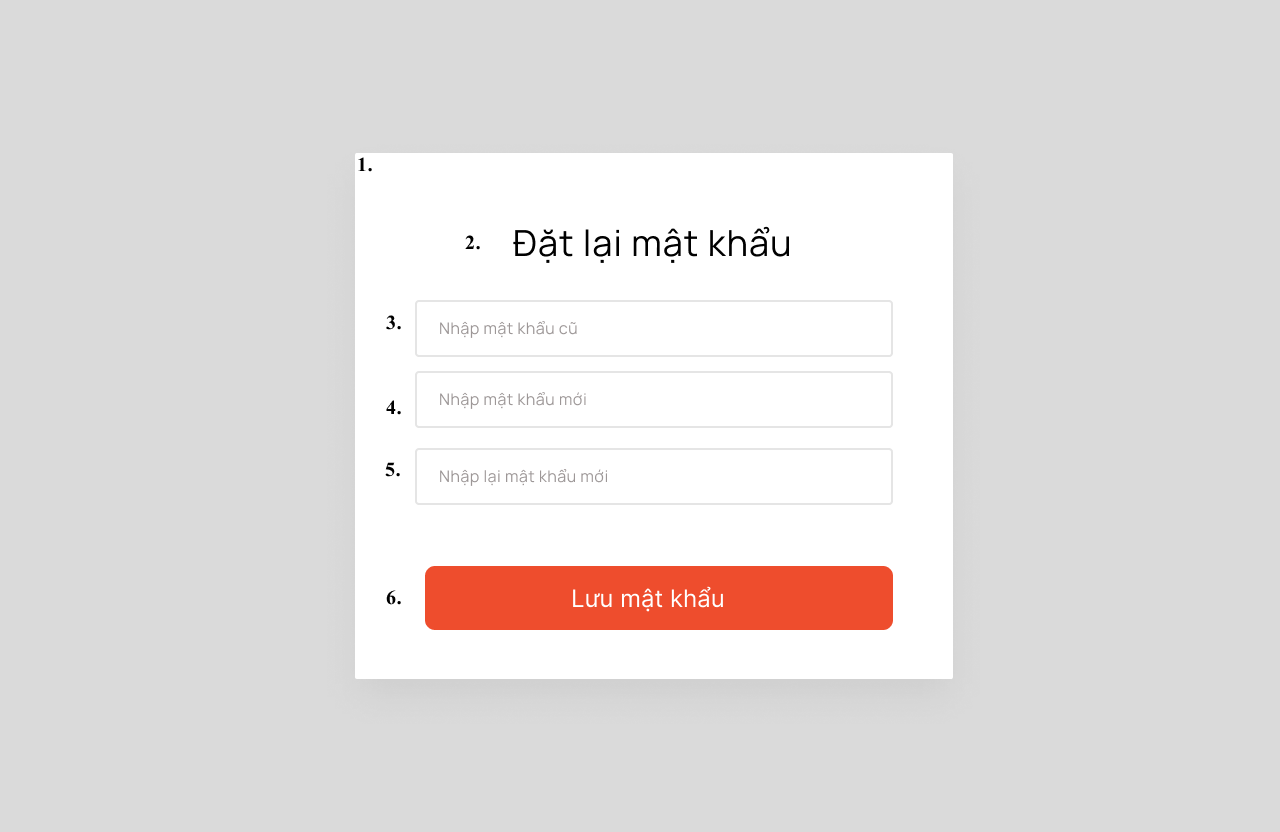 1.
2. Đặt lại mật khẩu
3. Nhập mật khẩu cũ
4. Nhập mật khẩu mới
5. Nhập lại mật khẩu mới
6. Lưu mật khẩu